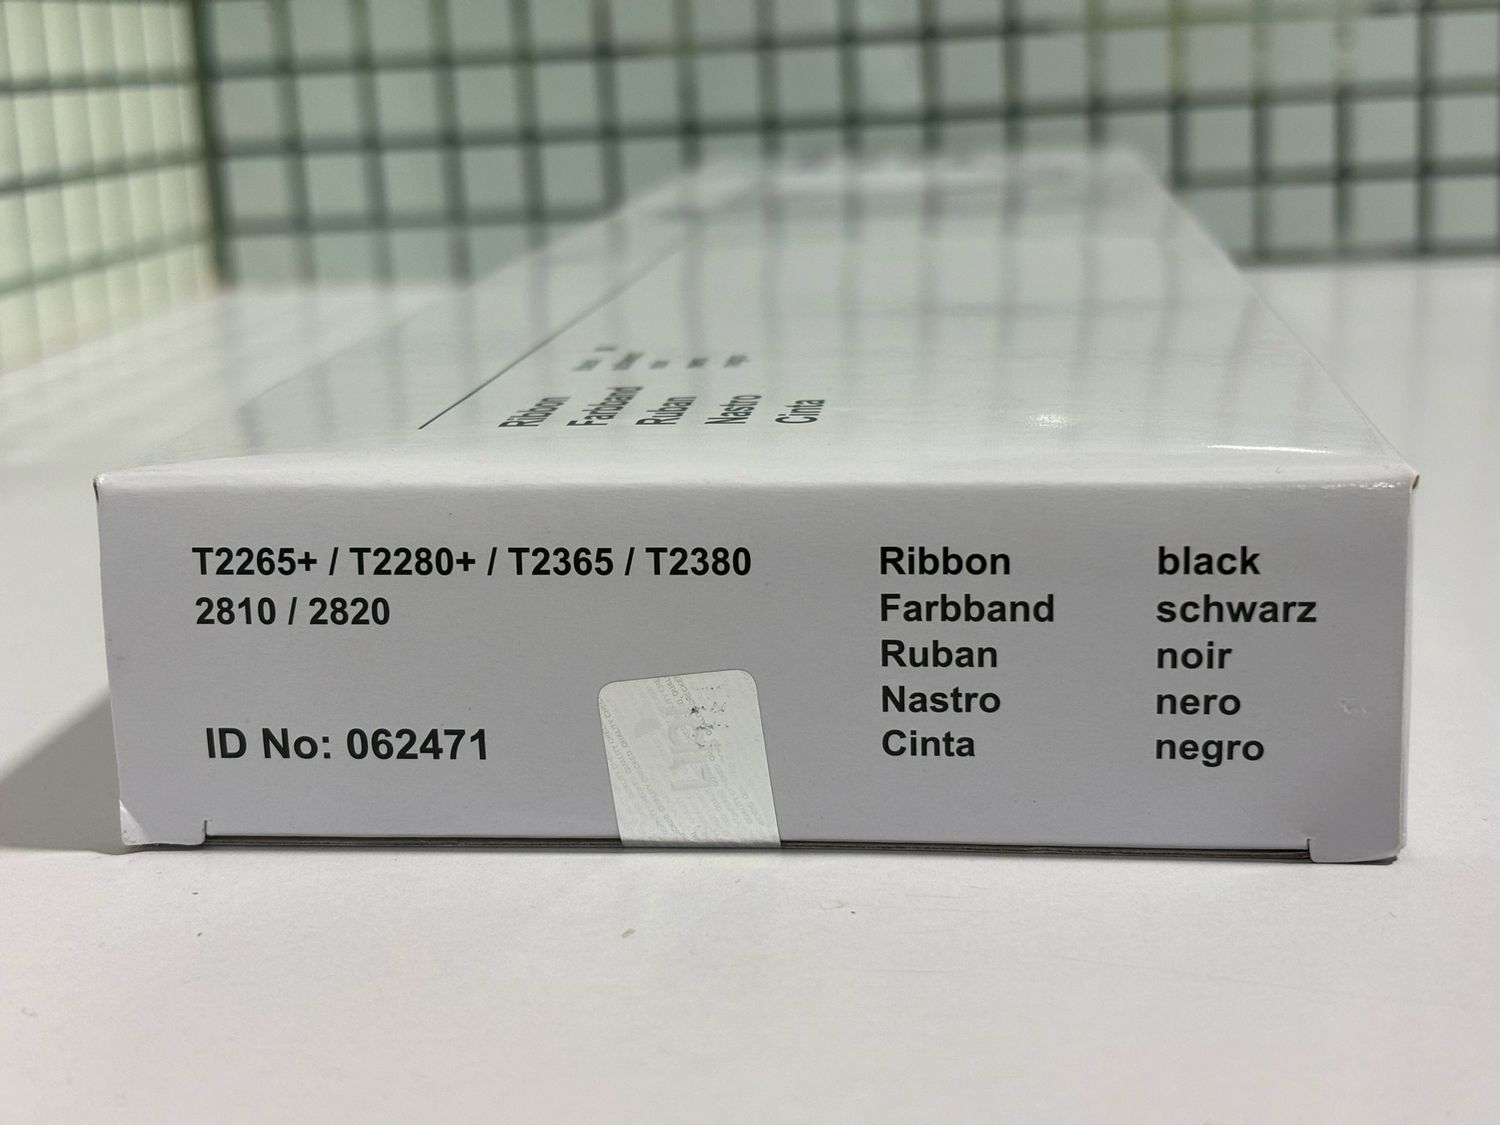 Ribbon
Farbband
Ruban
Nastro
Cinta
T2265+ / T2280+ / T2365 / T2380
2810 / 2820
ID No: 062471
Ribbon black
Farbband schwarz
Ruban noir
Nastro nero
Cinta negro